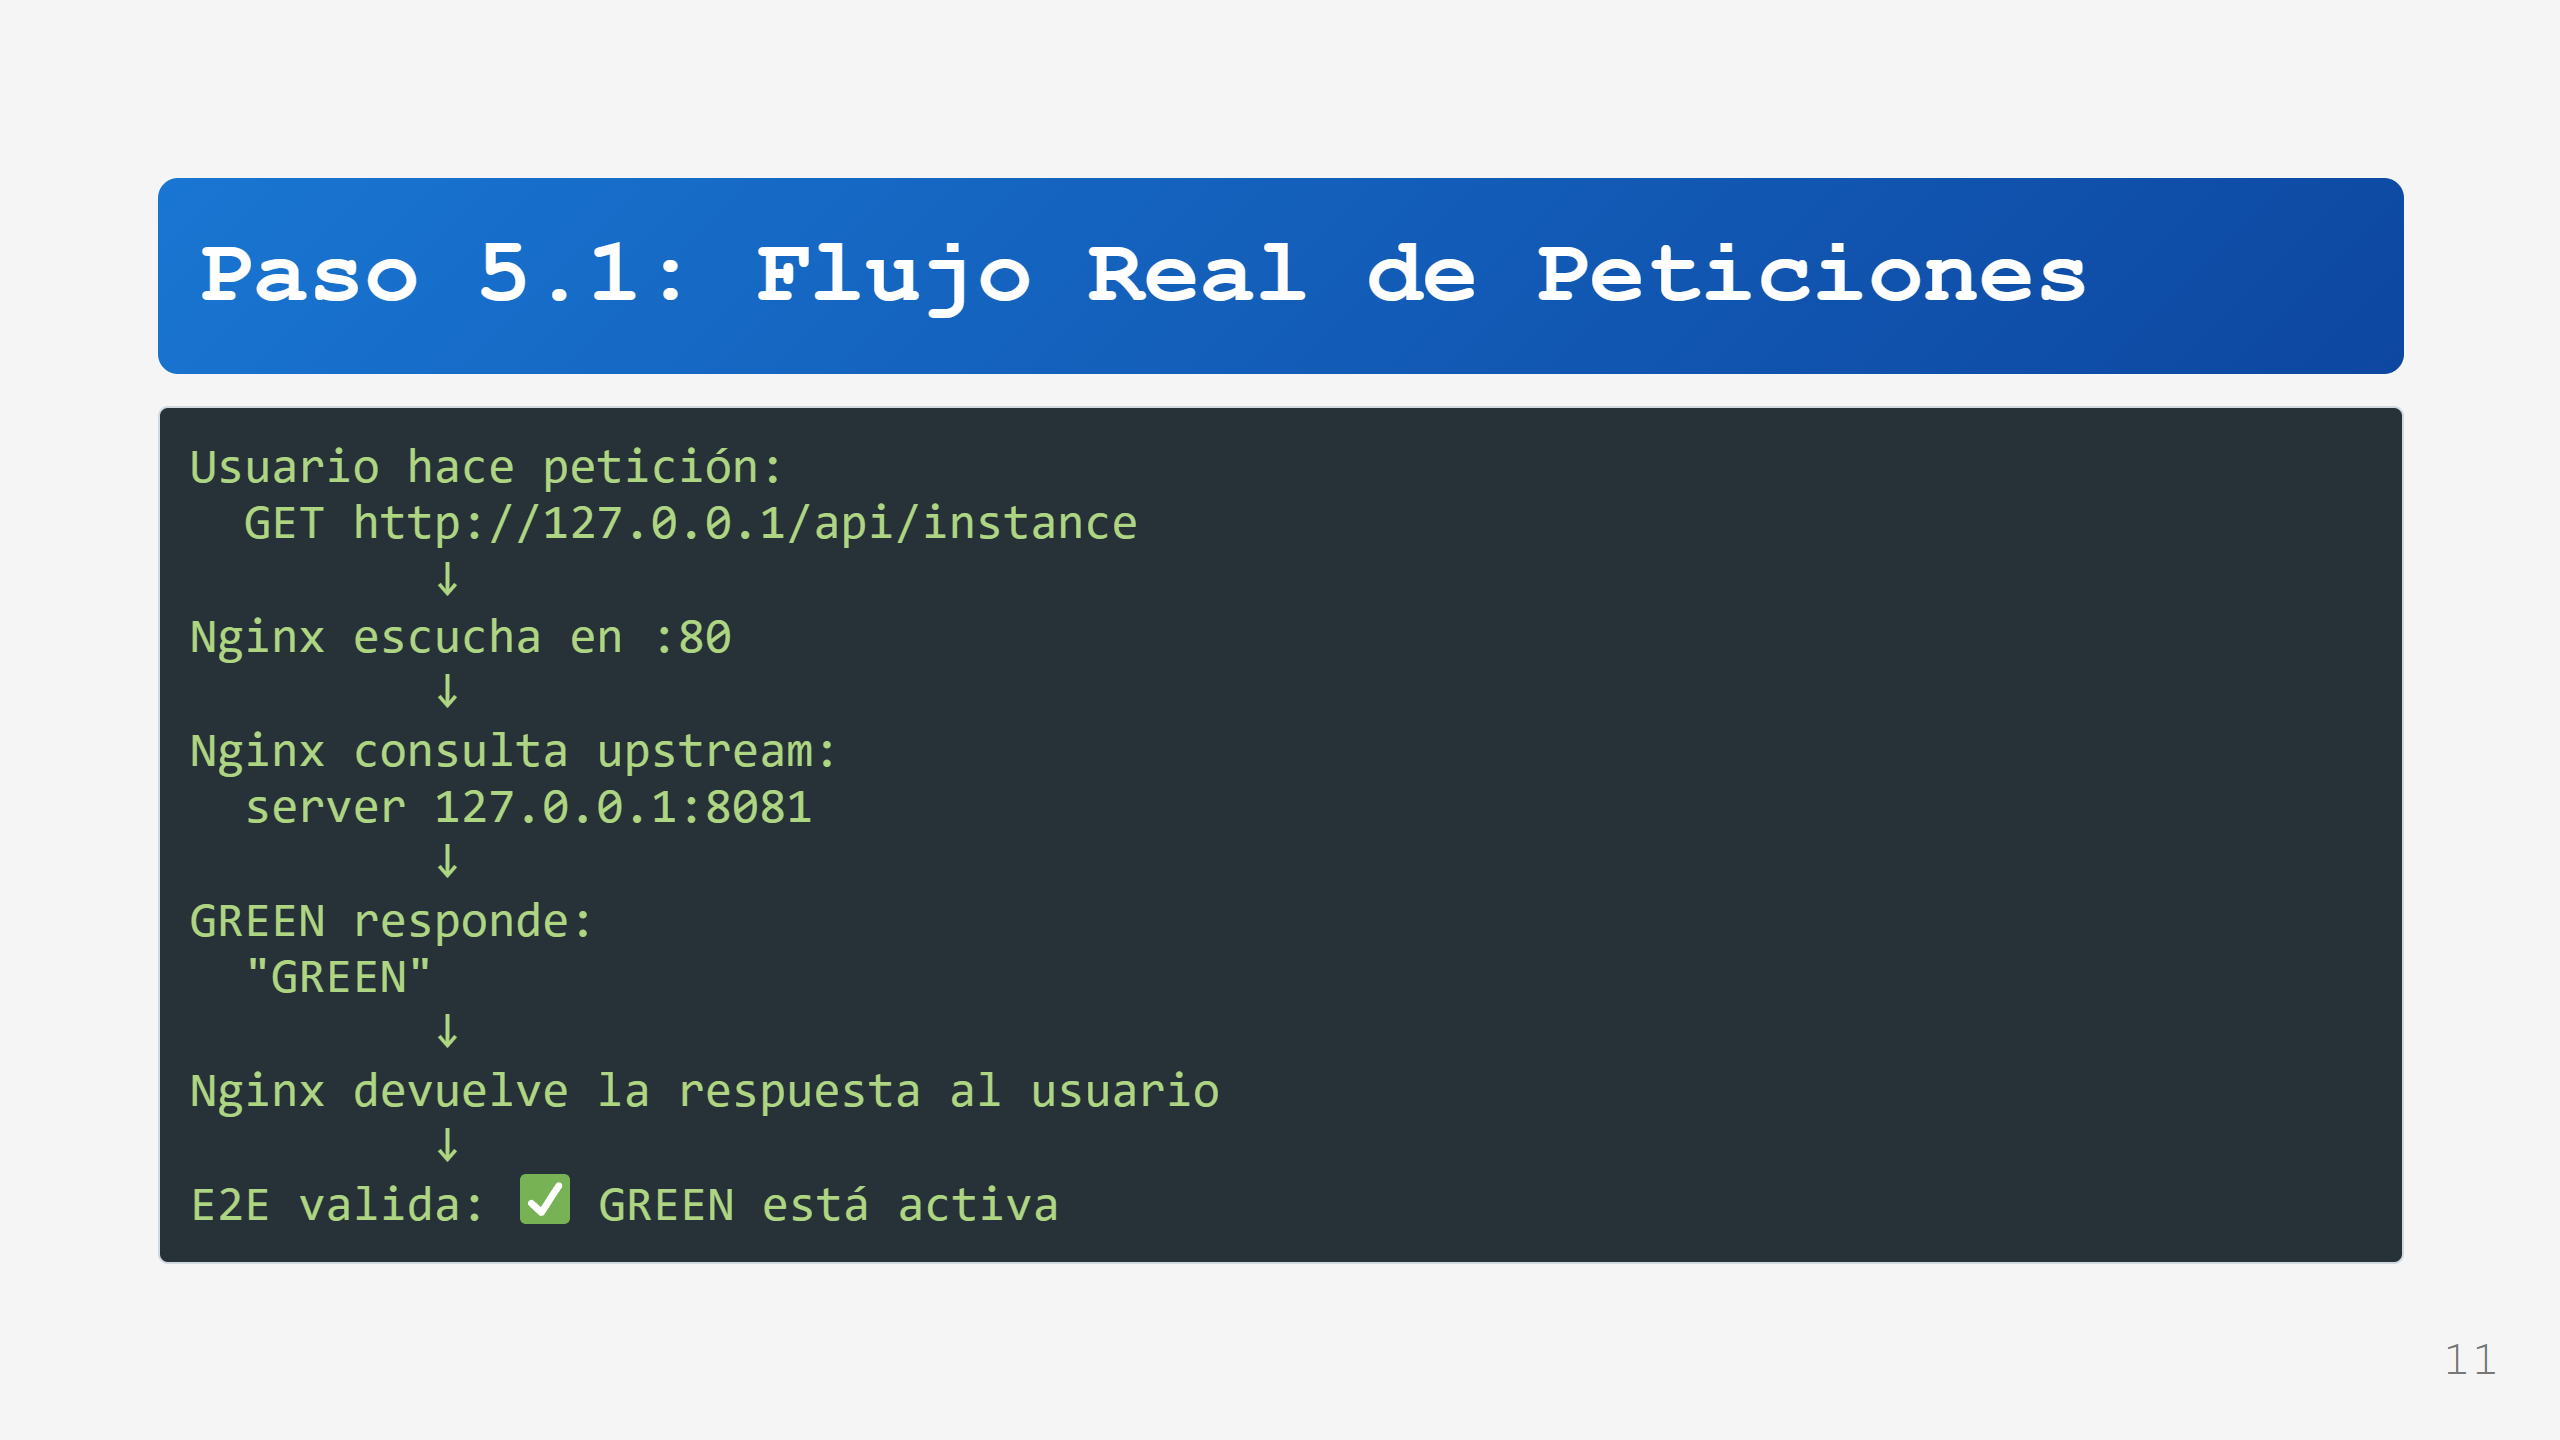 Paso 5.1: Flujo Real de Peticiones
Usuario hace petición:
  GET http://127.0.0.1/api/instance
         ↓
Nginx escucha en :80
         ↓
Nginx consulta upstream:
  server 127.0.0.1:8081
         ↓
GREEN responde:
  "GREEN"
         ↓
Nginx devuelve la respuesta al usuario
         ↓
E2E valida: ✅ GREEN está activa
11